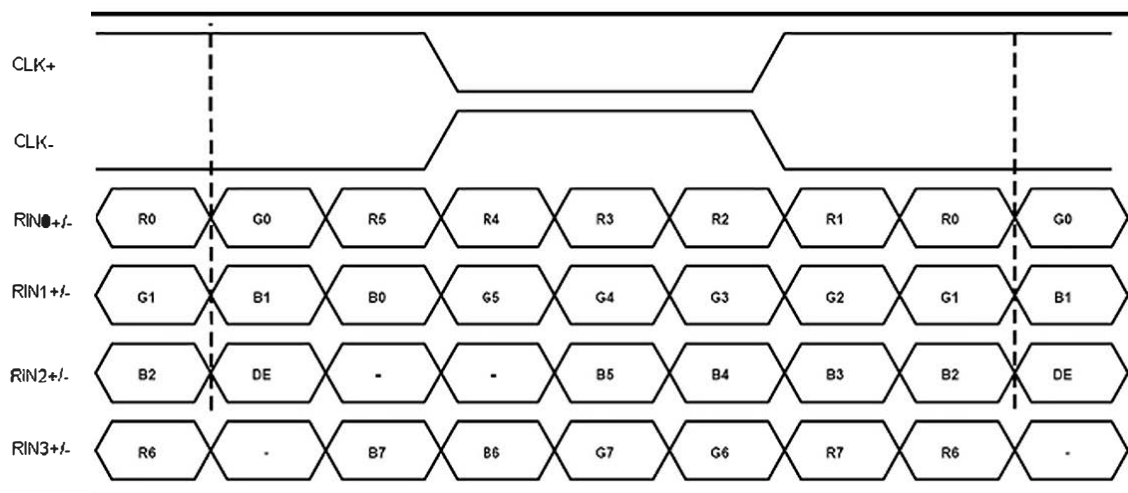 CLK+
CLK-
RIN0+/- R0 G0 R5 R4 R3 R2 R1 R0 G0
RIN1+/- G1 B1 B0 G5 G4 G3 G2 G1 B1
RIN2+/- B2 DE - - B5 B4 B3 B2 DE
RIN3+/- R6 - B7 B6 G7 G6 R7 R6 -